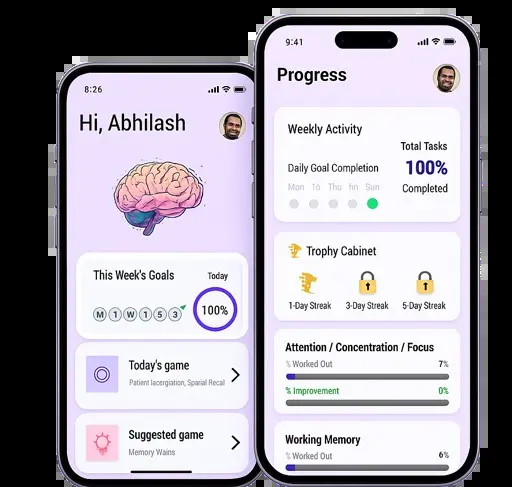 8:26
Hi, Abhilash
This Week's Goals
Today
M 1 W 1 5 3
100%
Today's game
Patient lacergiation, Sparial Recal
Suggested game
Memory Wains
9:41
Progress
Weekly Activity
Total Tasks
Daily Goal Completion
100%
Mon 16 Thu hn Sun
Completed
Trophy Cabinet
1-Day Streak 3-Day Streak 5-Day Streak
Attention / Concentration / Focus
% Worked Out 7%
% Improvement 0%
Working Memory
% Worked Out 6%